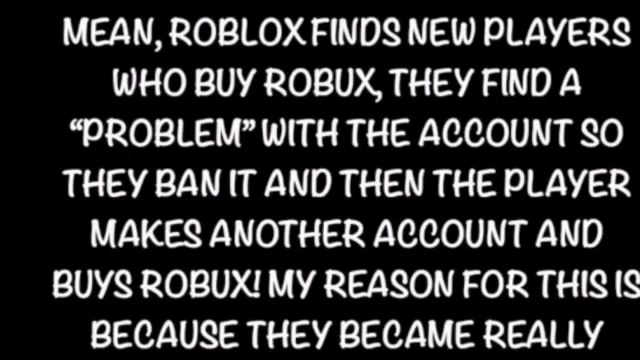 MEAN, ROBLOX FINDS NEW PLAYERS
WHO BUY ROBUX, THEY FIND A
“PROBLEM” WITH THE ACCOUNT SO
THEY BAN IT AND THEN THE PLAYER
MAKES ANOTHER ACCOUNT AND
BUYS ROBUX! MY REASON FOR THIS IS
BECAUSE THEY BECAME REALLY